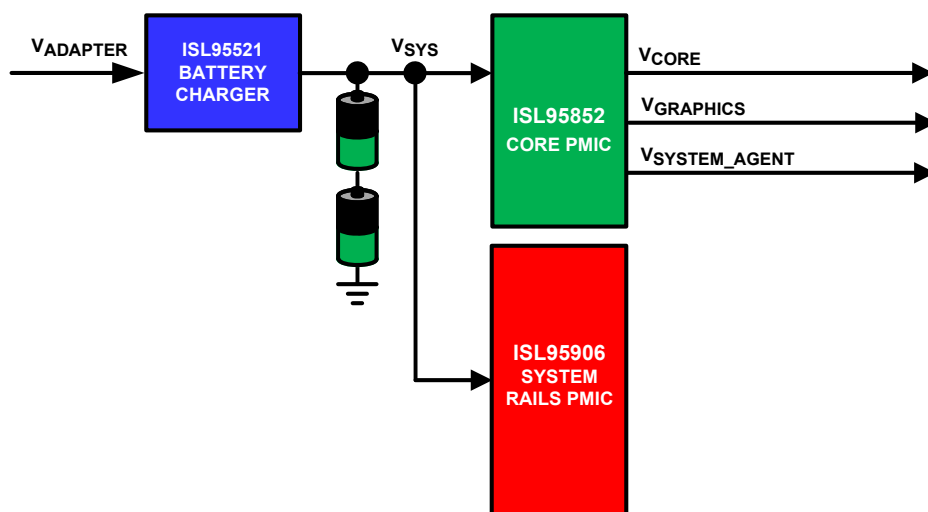 VADAPTER
ISL95521
BATTERY
CHARGER
VSYS
ISL95852
CORE PMIC
VCORE
VGRAPHICS
VSYSTEM_AGENT
ISL95906
SYSTEM
RAILS PMIC